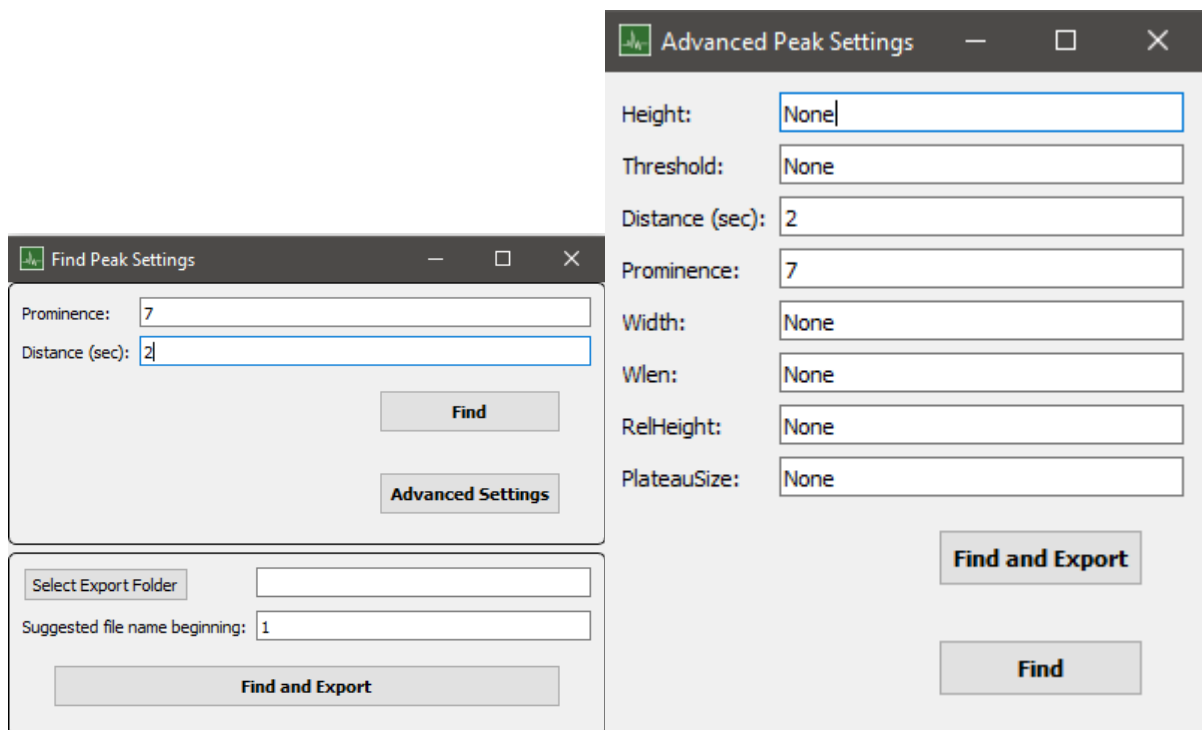 Find Peak Settings
Prominence: 7
Distance (sec): 2
Find
Advanced Settings
Select Export Folder
Suggested file name beginning: 1
Find and Export
Advanced Peak Settings
Height: None
Threshold: None
Distance (sec): 2
Prominence: 7
Width: None
Wlen: None
RelHeight: None
PlateauSize: None
Find and Export
Find